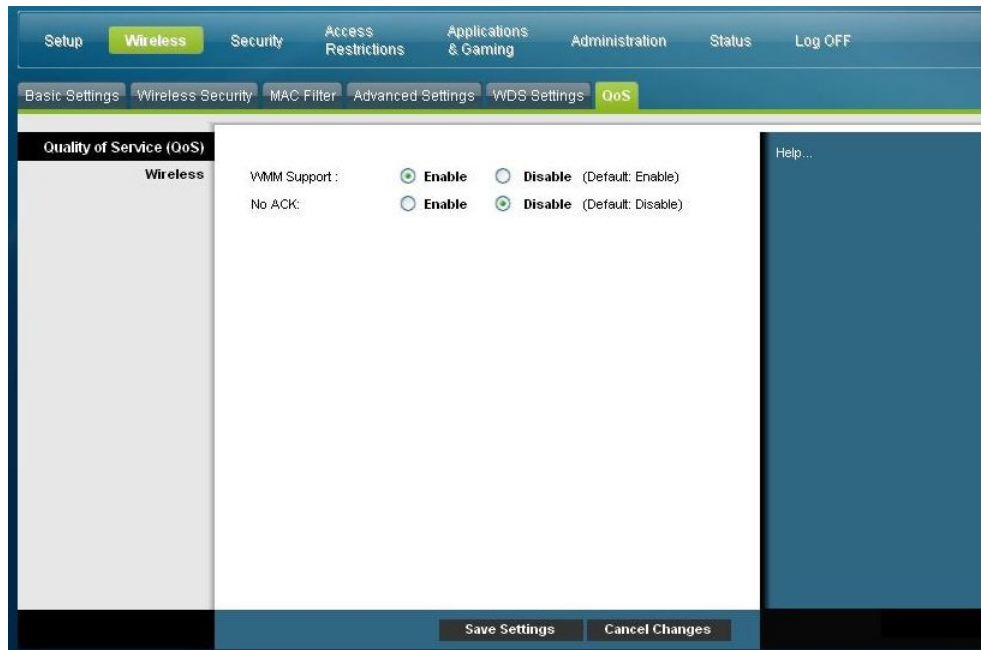 Setup Wireless Security Access Restrictions Applications & Gaming Administration Status Log OFF
Basic Settings Wireless Security MAC Filter Advanced Settings WDS Settings QoS
Quality of Service (QoS)
Help...
Wireless
WMM Support : Enable Disable (Default: Enable)
No ACK: Enable Disable (Default: Disable)
Save Settings Cancel Changes